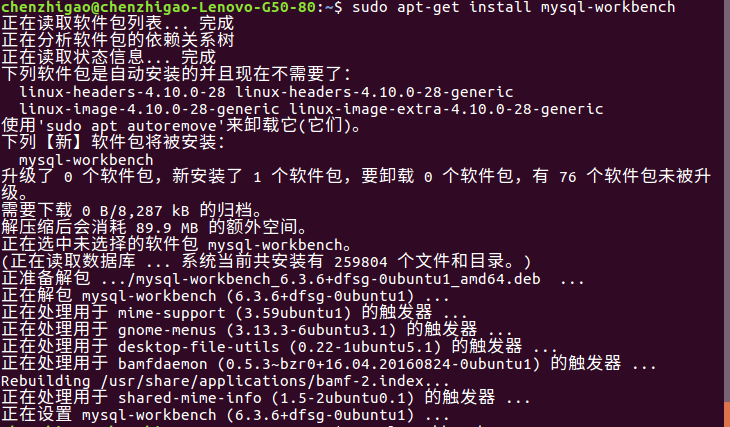 chenzhigao@chenzhigao-Lenovo-G50-80:~$ sudo apt-get install mysql-workbench
正在读取软件包列表... 完成
正在分析软件包的依赖关系树
正在读取状态信息... 完成
下列软件包是自动安装的并且现在不需要了：
  linux-headers-4.10.0-28 linux-headers-4.10.0-28-generic
  linux-image-4.10.0-28-generic linux-image-extra-4.10.0-28-generic
使用'sudo apt autoremove'来卸载它(它们)。
下列【新】软件包将被安装：
  mysql-workbench
升级了 0 个软件包，新安装了 1 个软件包，要卸载 0 个软件包，有 76 个软件包未被升
级。
需要下载 0 B/8,287 kB 的归档。
解压缩后会消耗 89.9 MB 的额外空间。
正在选中未选择的软件包 mysql-workbench。
(正在读取数据库 ... 系统当前共安装有 259804 个文件和目录。)
正准备解包 .../mysql-workbench_6.3.6+dfsg-0ubuntu1_amd64.deb  ...
正在解包 mysql-workbench (6.3.6+dfsg-0ubuntu1) ...
正在处理用于 mime-support (3.59ubuntu1) 的触发器 ...
正在处理用于 gnome-menus (3.13.3-6ubuntu3.1) 的触发器 ...
正在处理用于 desktop-file-utils (0.22-1ubuntu5.1) 的触发器 ...
正在处理用于 bamfdaemon (0.5.3~bzr0+16.04.20160824-0ubuntu1) 的触发器 ...
Rebuilding /usr/share/applications/bamf-2.index...
正在处理用于 shared-mime-info (1.5-2ubuntu0.1) 的触发器 ...
正在设置 mysql-workbench (6.3.6+dfsg-0ubuntu1) ...